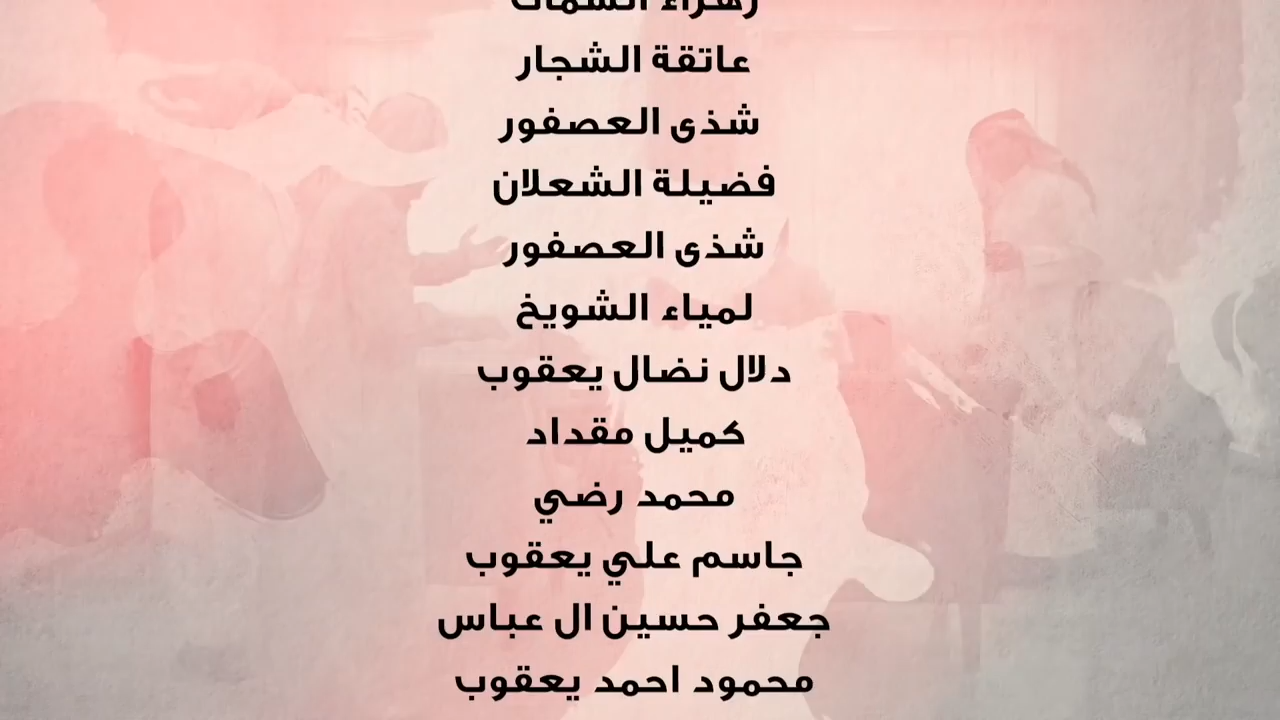 زهراء
عاتقة الشجار
شذى العصفور
فضيلة الشعلان
شذى العصفور
لمياء الشويخ
دلال نضال يعقوب
كميل مقداد
محمد رضي
جاسم علي يعقوب
جعفر حسين ال عباس
محمود احمد يعقوب